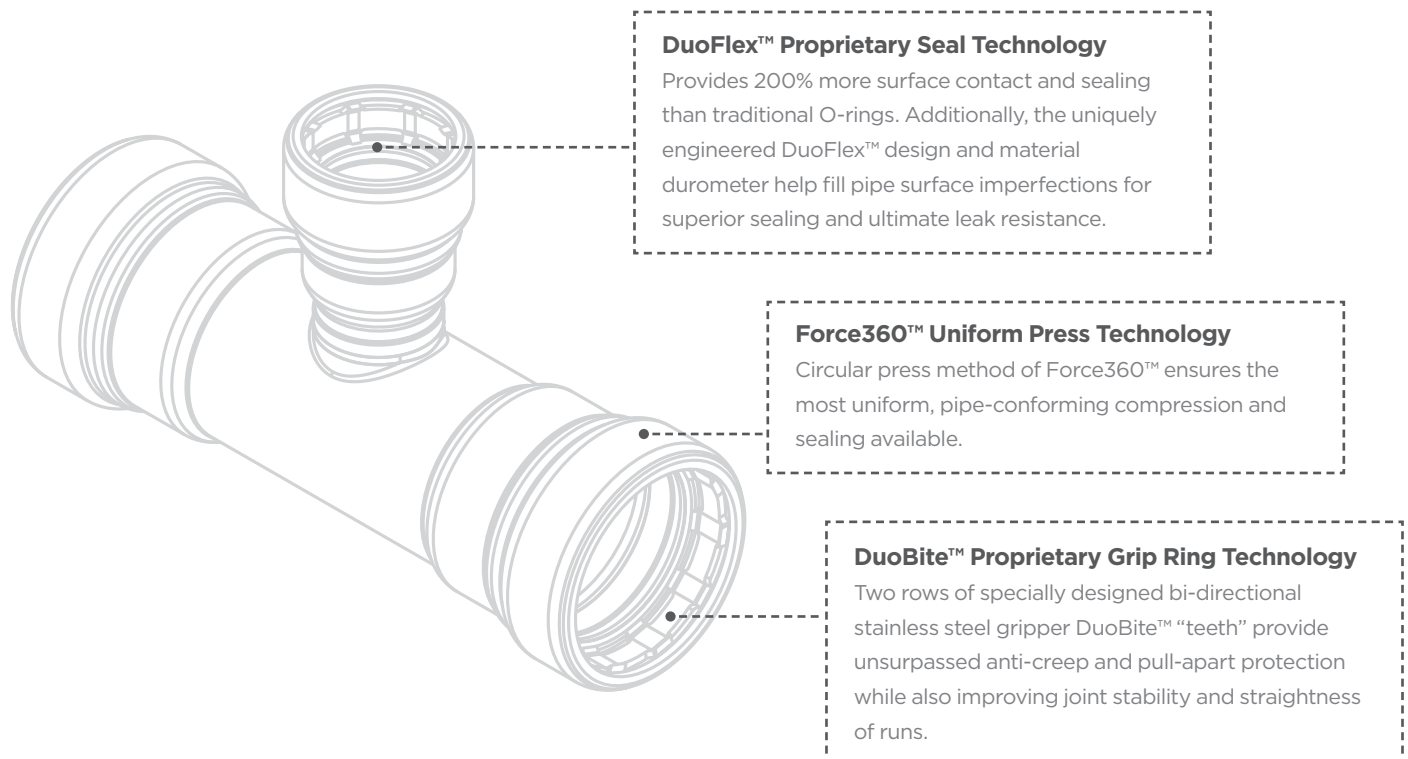 DuoFlex™ Proprietary Seal Technology
Provides 200% more surface contact and sealing
than traditional O-rings. Additionally, the uniquely
engineered DuoFlex™ design and material
durometer help fill pipe surface imperfections for
superior sealing and ultimate leak resistance.
Force360™ Uniform Press Technology
Circular press method of Force360™ ensures the
most uniform, pipe-conforming compression and
sealing available.
DuoBite™ Proprietary Grip Ring Technology
Two rows of specially designed bi-directional
stainless steel gripper DuoBite™ “teeth” provide
unsurpassed anti-creep and pull-apart protection
while also improving joint stability and straightness
of runs.